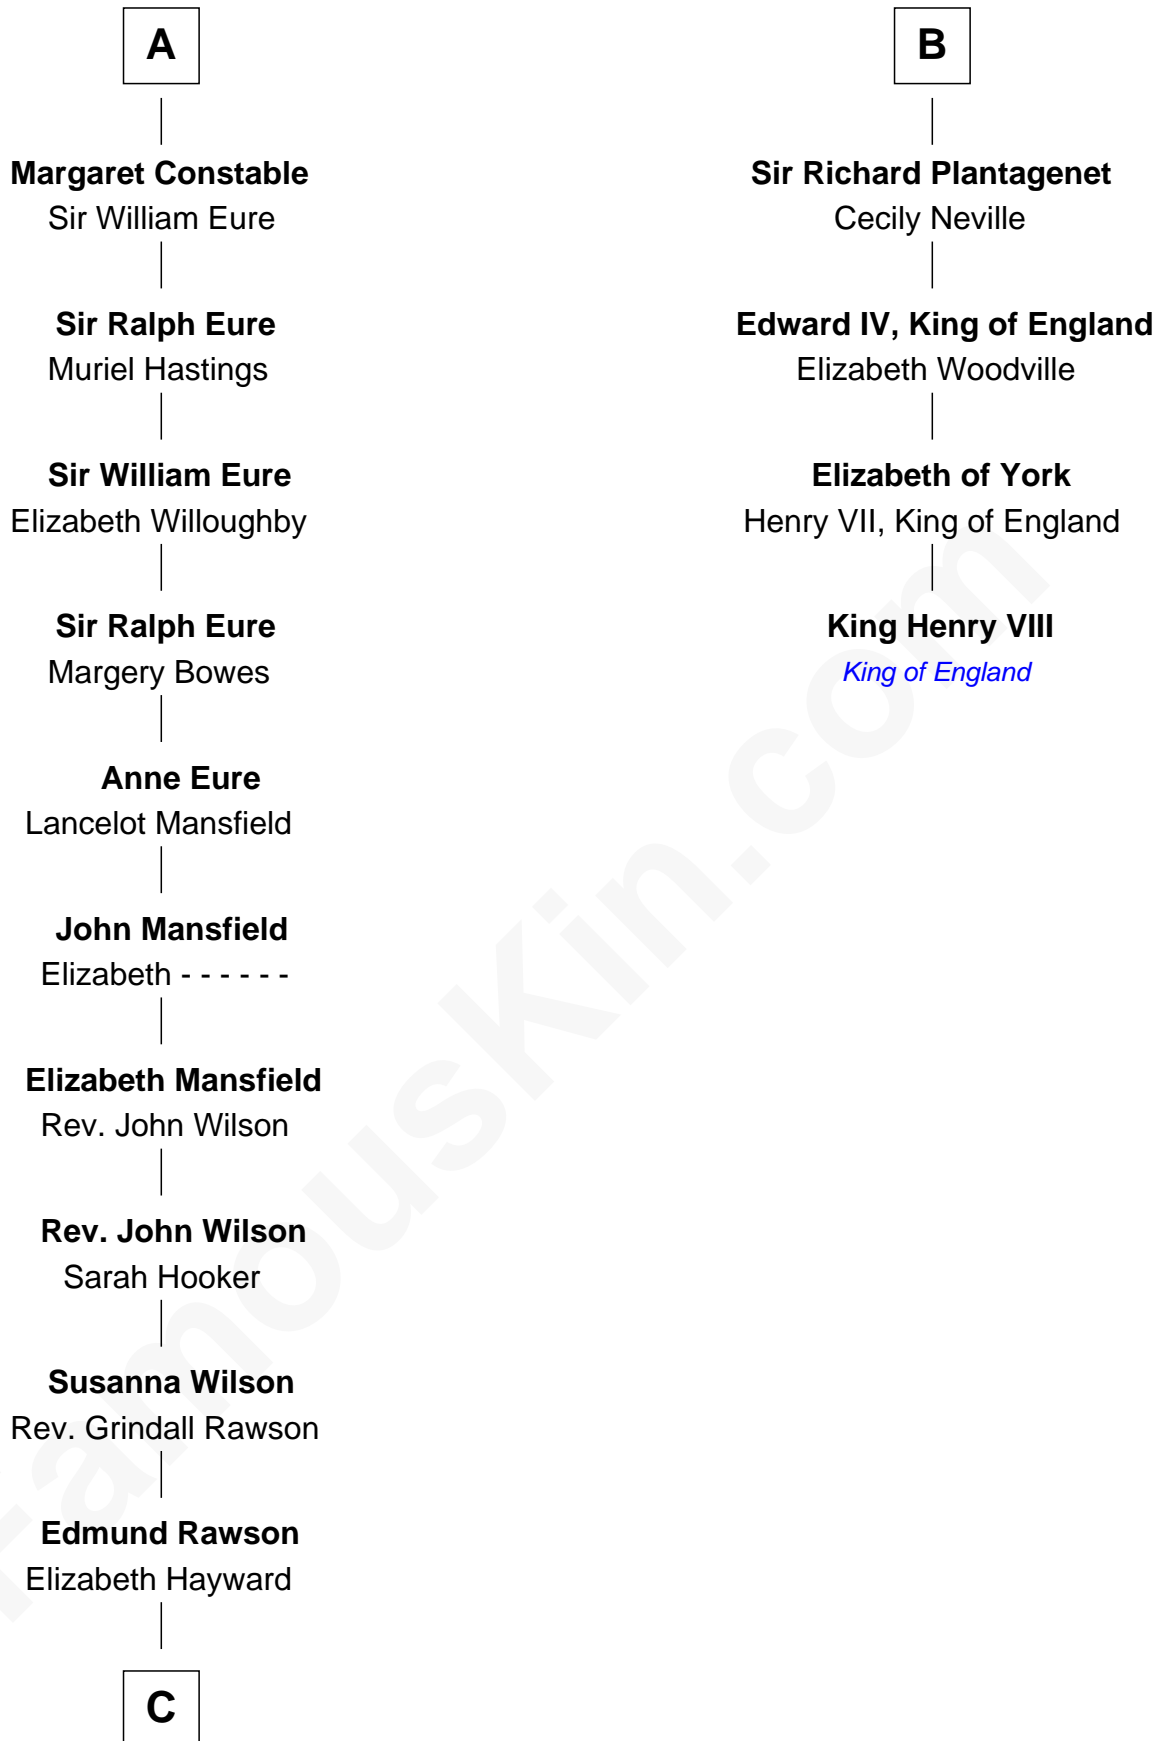 A
Margaret Constable
Sir William Eure
Sir Ralph Eure
Muriel Hastings
Sir William Eure
Elizabeth Willoughby
Sir Ralph Eure
Margery Bowes
Anne Eure
Lancelot Mansfield
John Mansfield
Elizabeth - - - - - -
Elizabeth Mansfield
Rev. John Wilson
Rev. John Wilson
Sarah Hooker
Susanna Wilson
Rev. Grindall Rawson
Edmund Rawson
Elizabeth Hayward
C
B
Sir Richard Plantagenet
Cecily Neville
Edward IV, King of England
Elizabeth Woodville
Elizabeth of York
Henry VII, King of England
King Henry VIII
King of England
FamousKin.com